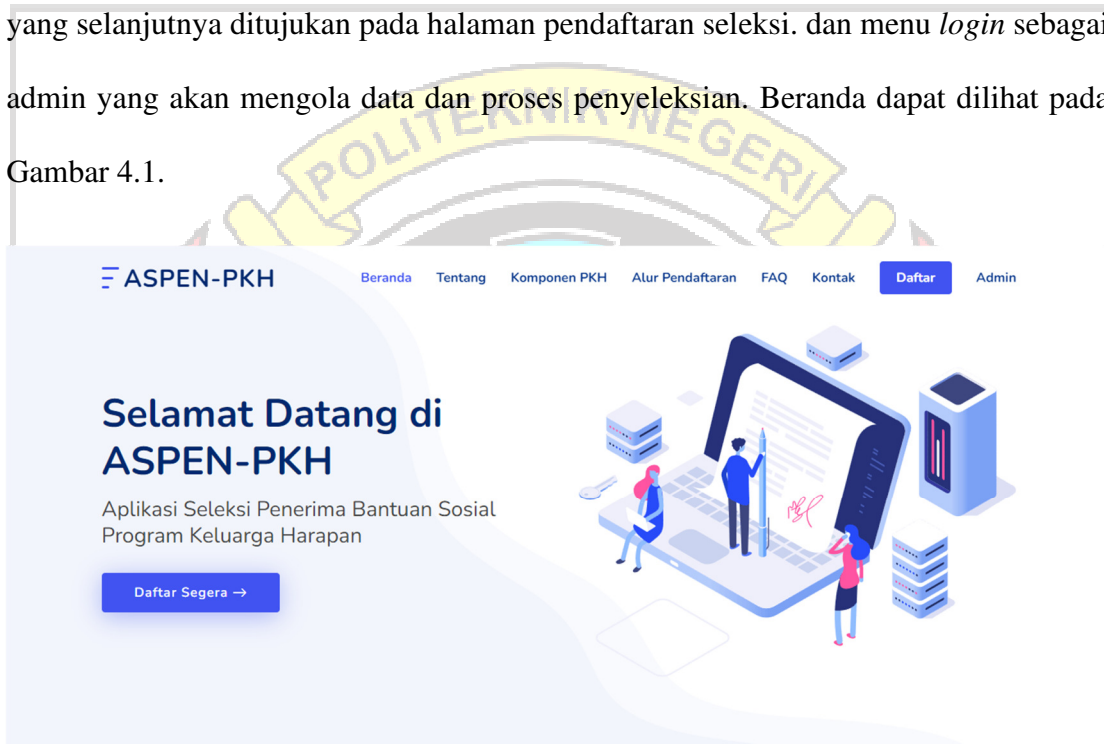 yang selanjutnya ditujukan pada halaman pendaftaran seleksi. dan menu login sebagai
admin yang akan mengola data dan proses penyeleksian. Beranda dapat dilihat pada
Gambar 4.1.
POLITEKNIK NEGERI
ASPEN-PKH
Beranda Tentang Komponen PKH Alur Pendaftaran FAQ Kontak Daftar Admin
Selamat Datang di
ASPEN-PKH
Aplikasi Seleksi Penerima Bantuan Sosial
Program Keluarga Harapan
Daftar Segera →